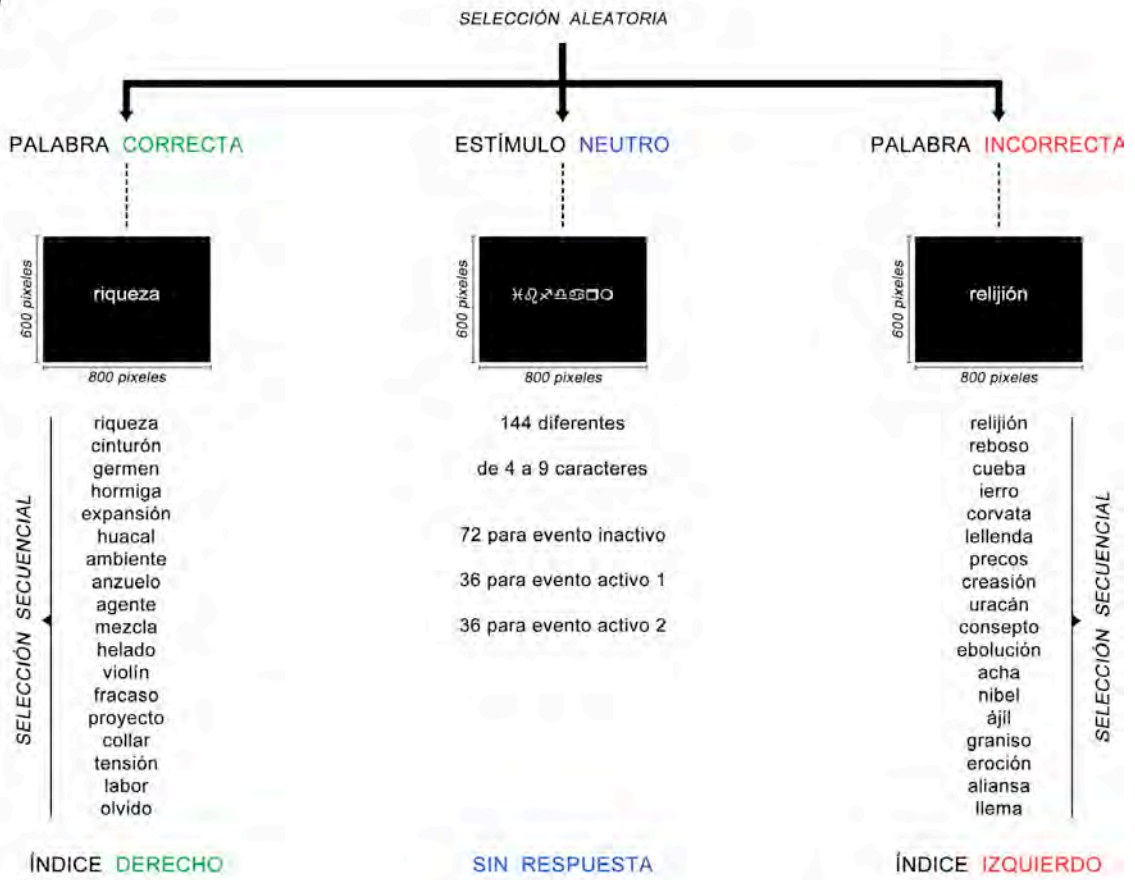 SELECCIÓN ALEATORIA
PALABRA CORRECTA
ESTÍMULO NEUTRO
PALABRA INCORRECTA
600 pixeles
riqueza
800 pixeles
600 pixeles
♓♌♐♎♋❒❍
800 pixeles
600 pixeles
relijión
800 pixeles
SELECCIÓN SECUENCIAL
riqueza
cinturón
germen
hormiga
expansión
huacal
ambiente
anzuelo
agente
mezcla
helado
violín
fracaso
proyecto
collar
tensión
labor
olvido
144 diferentes
de 4 a 9 caracteres
72 para evento inactivo
36 para evento activo 1
36 para evento activo 2
relijión
reboso
cueba
ierro
corvata
lellenda
precos
creasión
uracán
consepto
ebolución
acha
nibel
ájil
graniso
eroción
aliansa
llema
SELECCIÓN SECUENCIAL
ÍNDICE DERECHO
SIN RESPUESTA
ÍNDICE IZQUIERDO